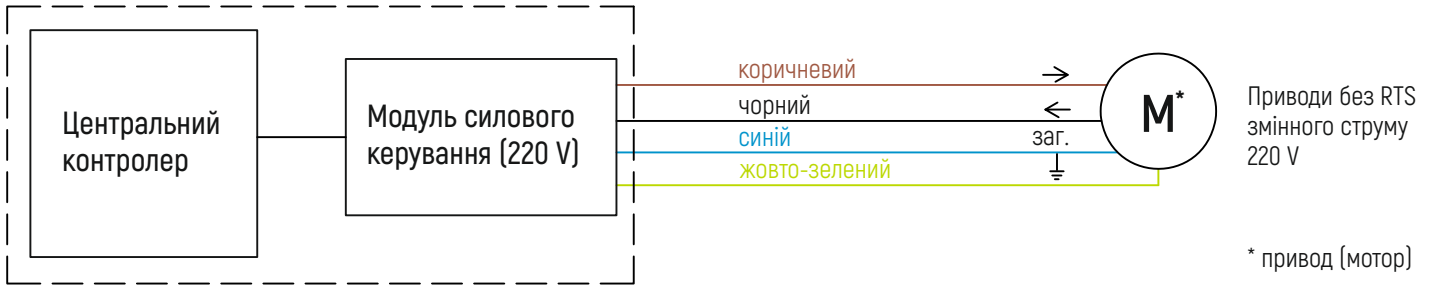 Центральний
контролер
Модуль силового
керування (220 V)
коричневий
чорний
синій
заг.
жовто-зелений
M*
Приводи без RTS
змінного струму
220 V
* привод (мотор)